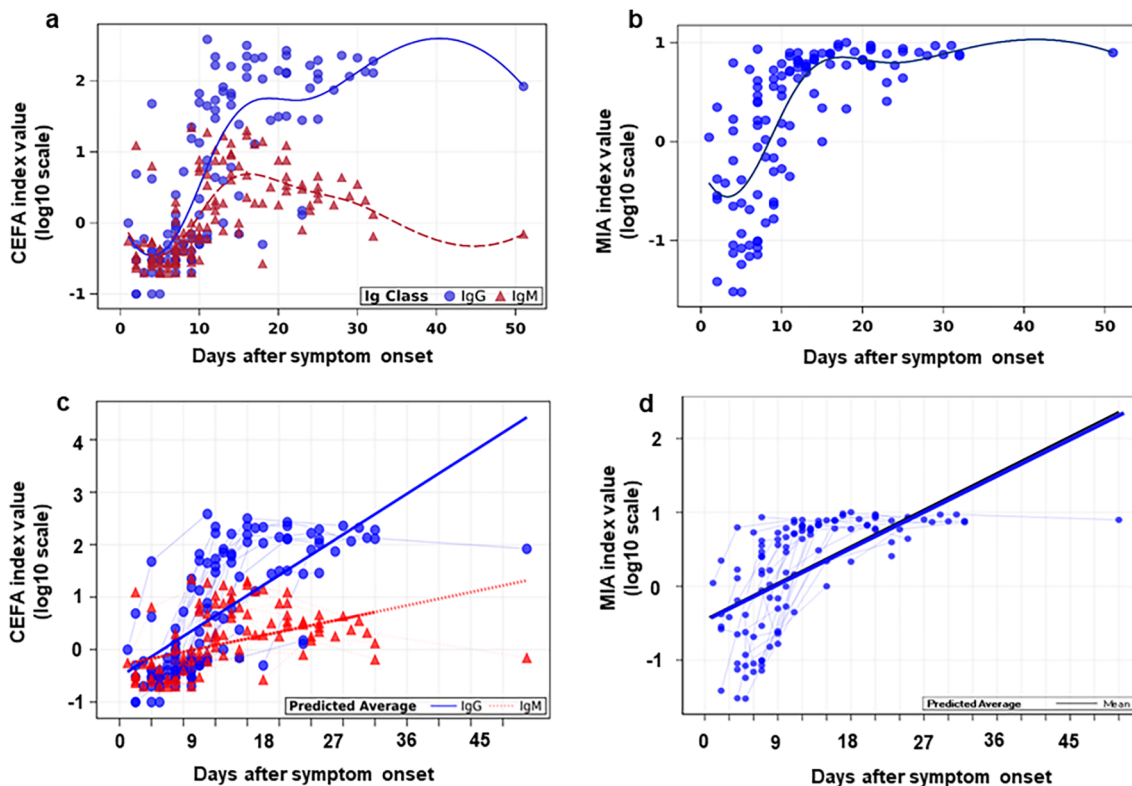 a
CEFA index value
(log10 scale)
2
1
0
-1
Ig Class IgG IgM
0 10 20 30 40 50
Days after symptom onset
b
MIA index value
(log10 scale)
1
0
-1
0 10 20 30 40 50
Days after symptom onset
c
CEFA index value
(log10 scale)
4
3
2
1
0
-1
Predicted Average IgG IgM
0 9 18 27 36 45
Days after symptom onset
d
MIA index value
(log10 scale)
2
1
0
-1
Predicted Average Mean
0 9 18 27 36 45
Days after symptom onset